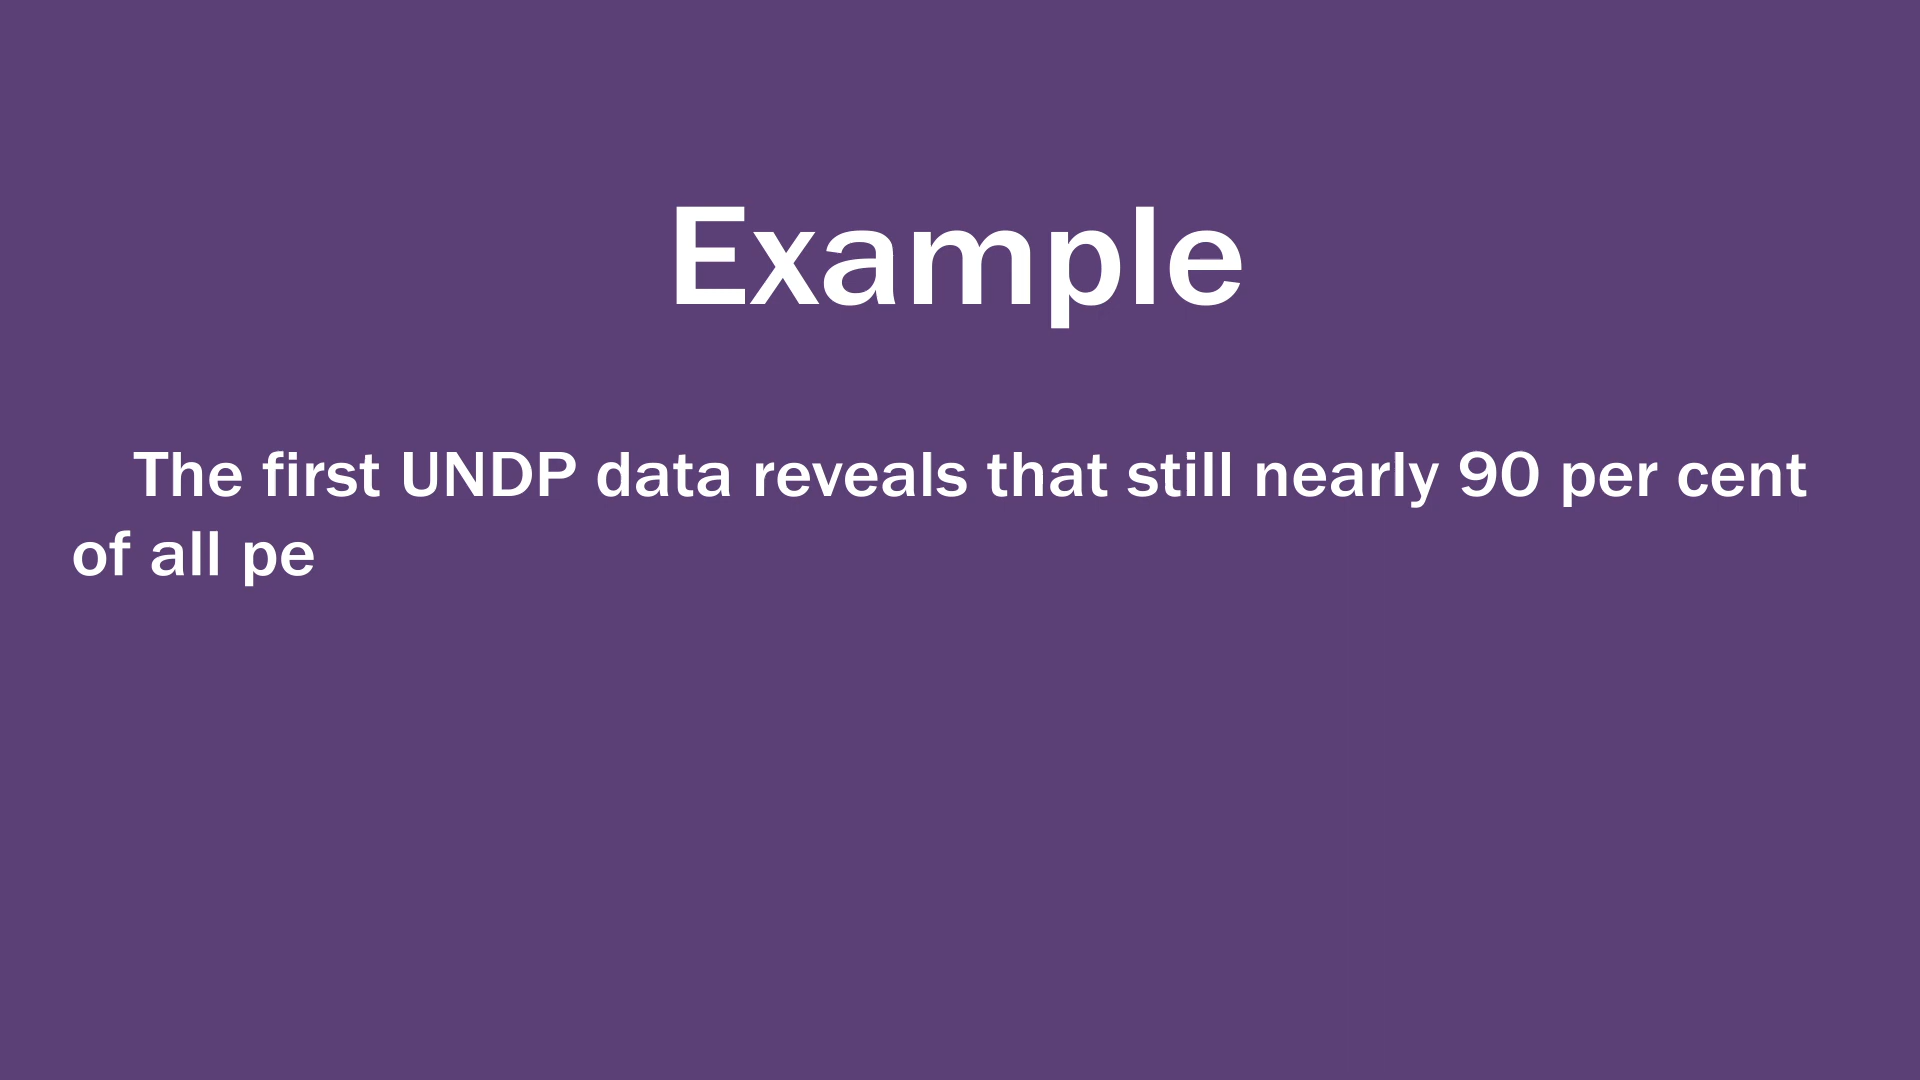 Example
The first UNDP data reveals that still nearly 90 per cent
of all pe